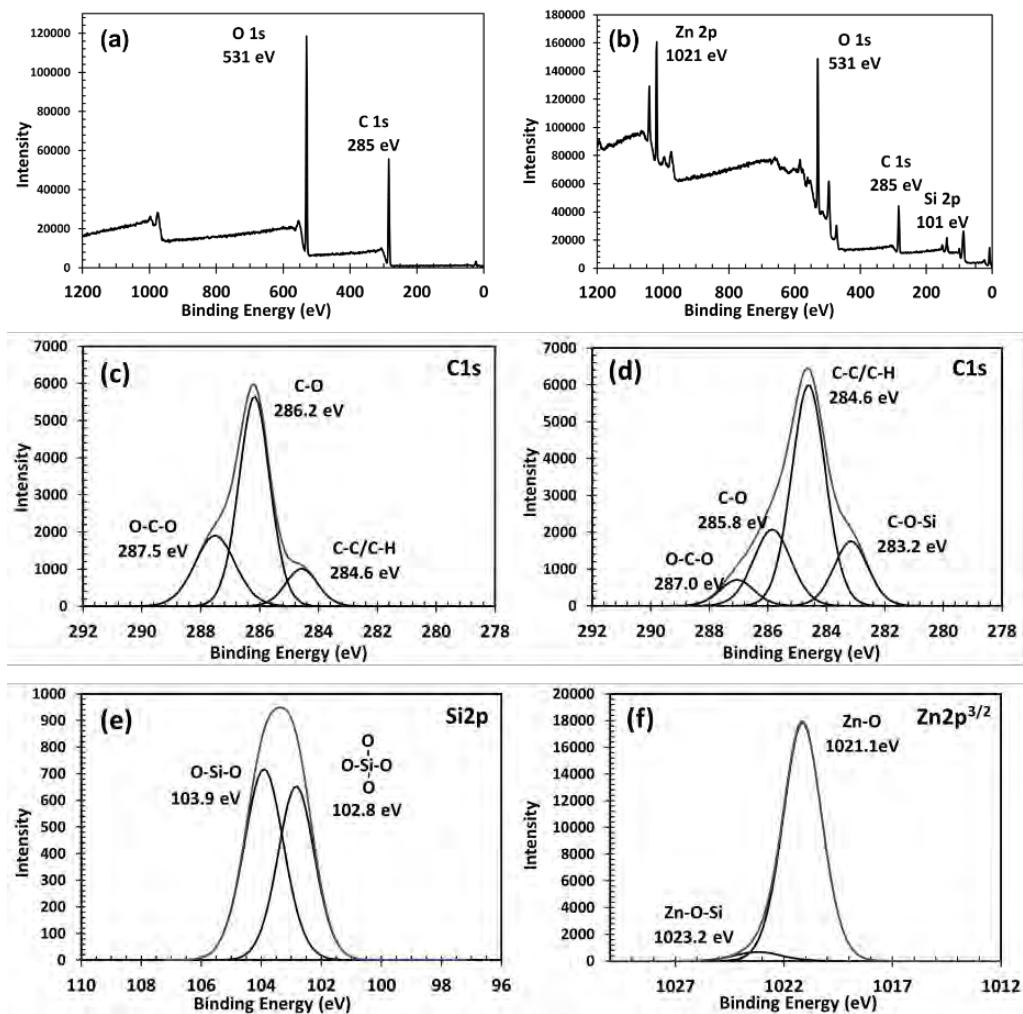 (a)
O 1s
531 eV
C 1s
285 eV
Intensity
120000
100000
80000
60000
40000
20000
0
1200 1000 800 600 400 200 0
Binding Energy (eV)
(b)
Zn 2p
1021 eV
O 1s
531 eV
C 1s
285 eV
Si 2p
101 eV
Intensity
180000
160000
140000
120000
100000
80000
60000
40000
20000
0
1200 1000 800 600 400 200 0
Binding Energy (eV)
(c)
C1s
C-O
286.2 eV
O-C-O
287.5 eV
C-C/C-H
284.6 eV
Intensity
7000
6000
5000
4000
3000
2000
1000
0
292 290 288 286 284 282 280 278
Binding Energy (eV)
(d)
C1s
C-C/C-H
284.6 eV
C-O
285.8 eV
O-C-O
287.0 eV
C-O-Si
283.2 eV
Intensity
7000
6000
5000
4000
3000
2000
1000
0
292 290 288 286 284 282 280 278
Binding Energy (eV)
(e)
Si2p
O-Si-O
103.9 eV
O
O-Si-O
O
102.8 eV
Intensity
1000
900
800
700
600
500
400
300
200
100
0
110 108 106 104 102 100 98 96
Binding Energy (eV)
(f)
Zn2p3/2
Zn-O
1021.1eV
Zn-O-Si
1023.2 eV
Intensity
20000
18000
16000
14000
12000
10000
8000
6000
4000
2000
0
1027 1022 1017 1012
Binding Energy (eV)